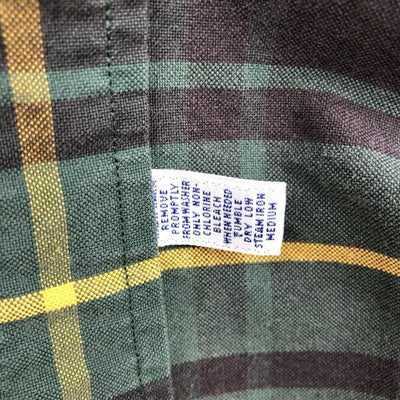 REMOVE
PROMPTLY
FROM WASHER
ONLY NON-
CHLORINE
BLEACH
WHEN NEEDED
TUMBLE
DRY LOW
STEAM IRON
MEDIUM